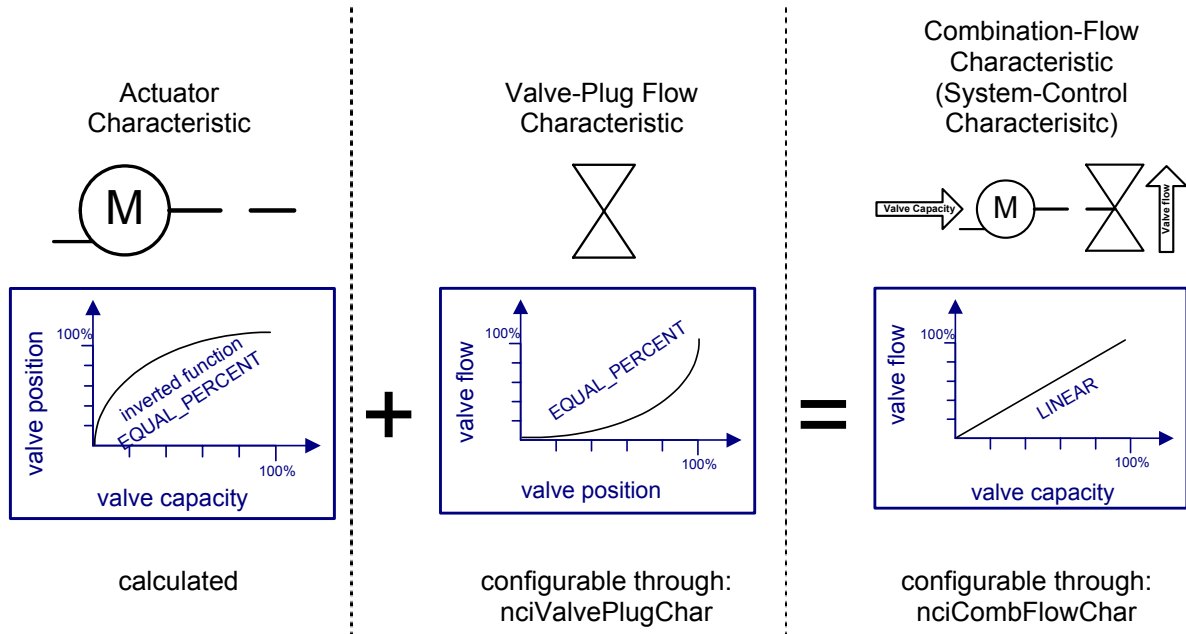 Actuator
Characteristic
M
100%
valve position
inverted function
EQUAL_PERCENT
100%
valve capacity
calculated
+
Valve-Plug Flow
Characteristic
100%
valve flow
EQUAL_PERCENT
100%
valve position
configurable through:
nciValvePlugChar
=
Combination-Flow
Characteristic
(System-Control
Characterisitc)
Valve Capacity
M
Valve flow
100%
valve flow
LINEAR
100%
valve capacity
configurable through:
nciCombFlowChar